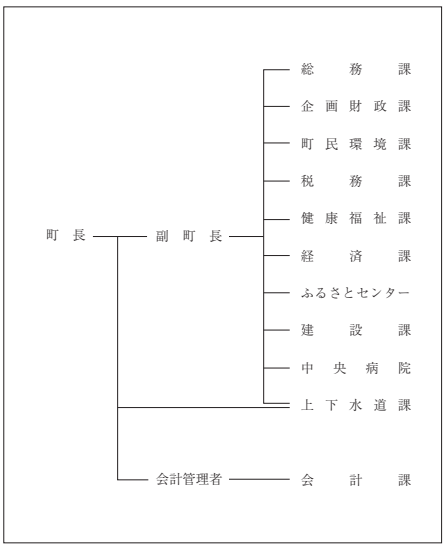 総務課
企画財政課
町民環境課
税務課
健康福祉課
町長 副町長
経済課
ふるさとセンター
建設課
中央病院
上下水道課
会計管理者 会計課